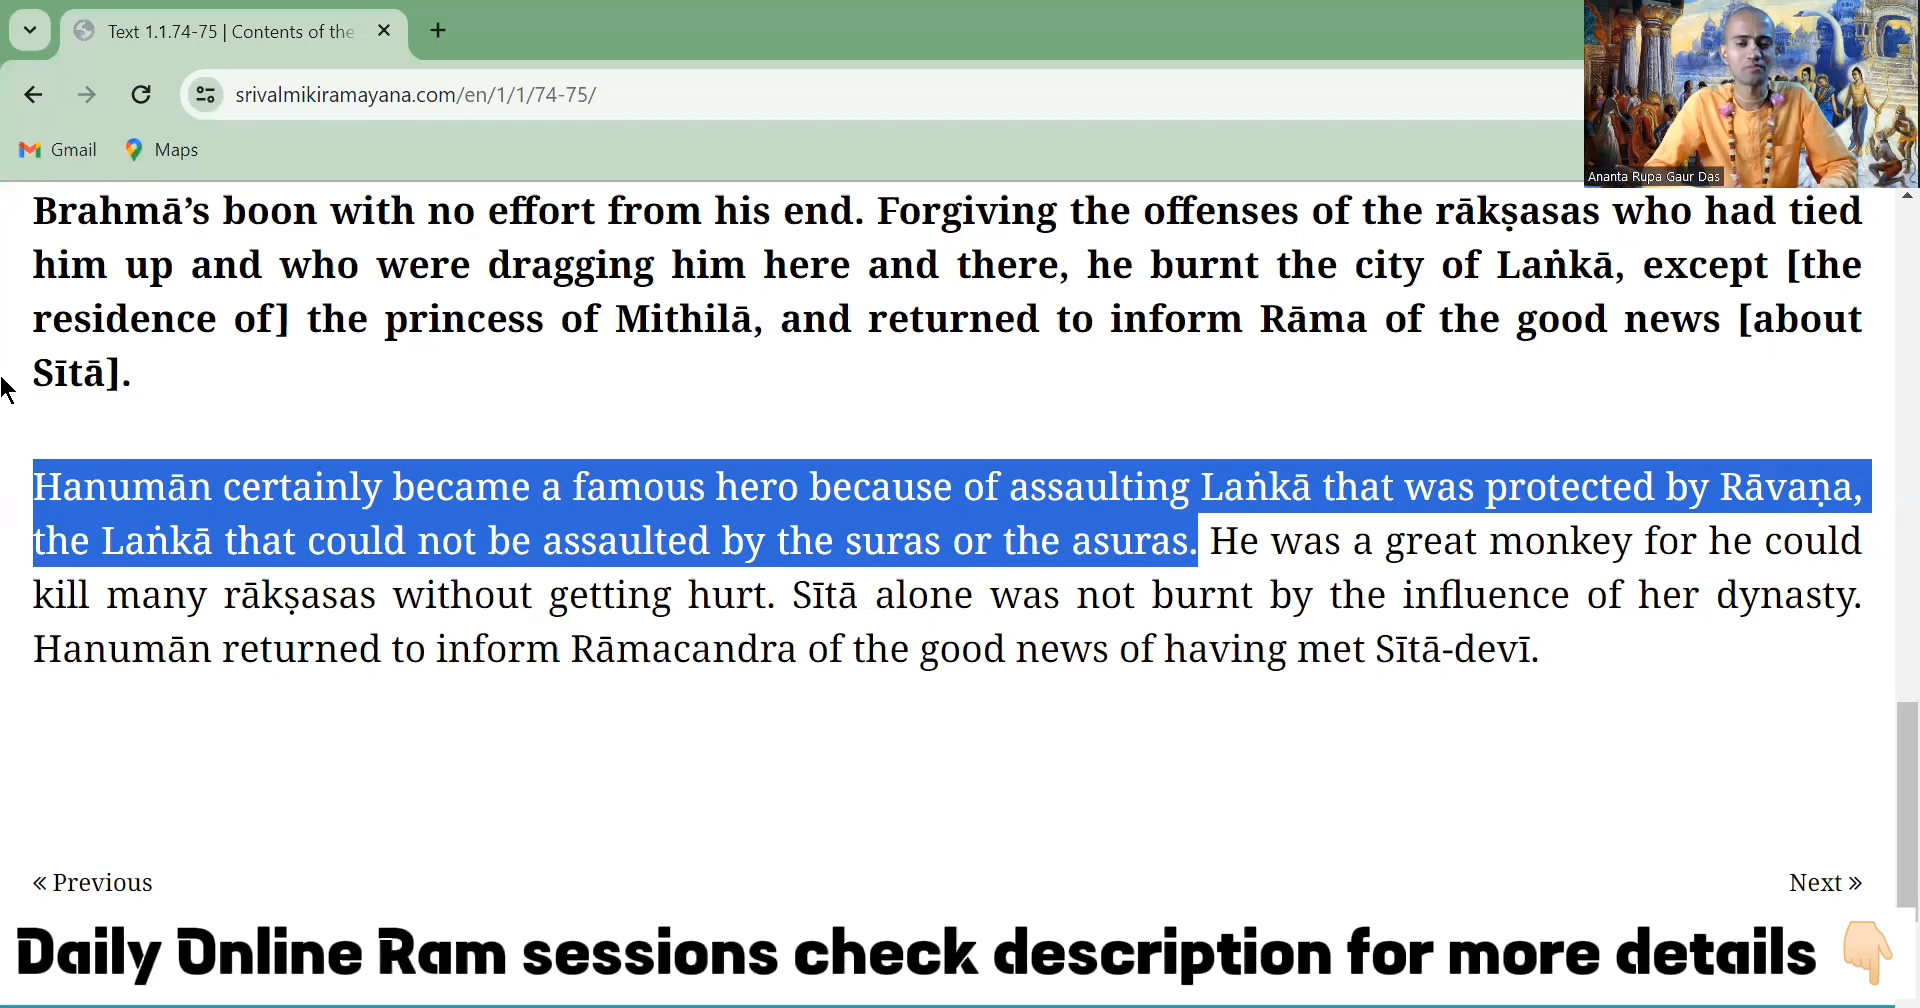 Text 1.1.74-75 | Contents of the
srivalmikiramayana.com/en/1/1/74-75/
Gmail Maps
Ananta Rupa Gaur Das
Brahmā’s boon with no effort from his end. Forgiving the offenses of the rākṣasas who had tied
him up and who were dragging him here and there, he burnt the city of Laṅkā, except [the
residence of] the princess of Mithilā, and returned to inform Rāma of the good news [about
Sītā].
Hanumān certainly became a famous hero because of assaulting Laṅkā that was protected by Rāvaṇa,
the Laṅkā that could not be assaulted by the suras or the asuras. He was a great monkey for he could
kill many rākṣasas without getting hurt. Sītā alone was not burnt by the influence of her dynasty.
Hanumān returned to inform Rāmacandra of the good news of having met Sītā-devī.
« Previous Next »
Daily Online Ram sessions check description for more details 👇🏻